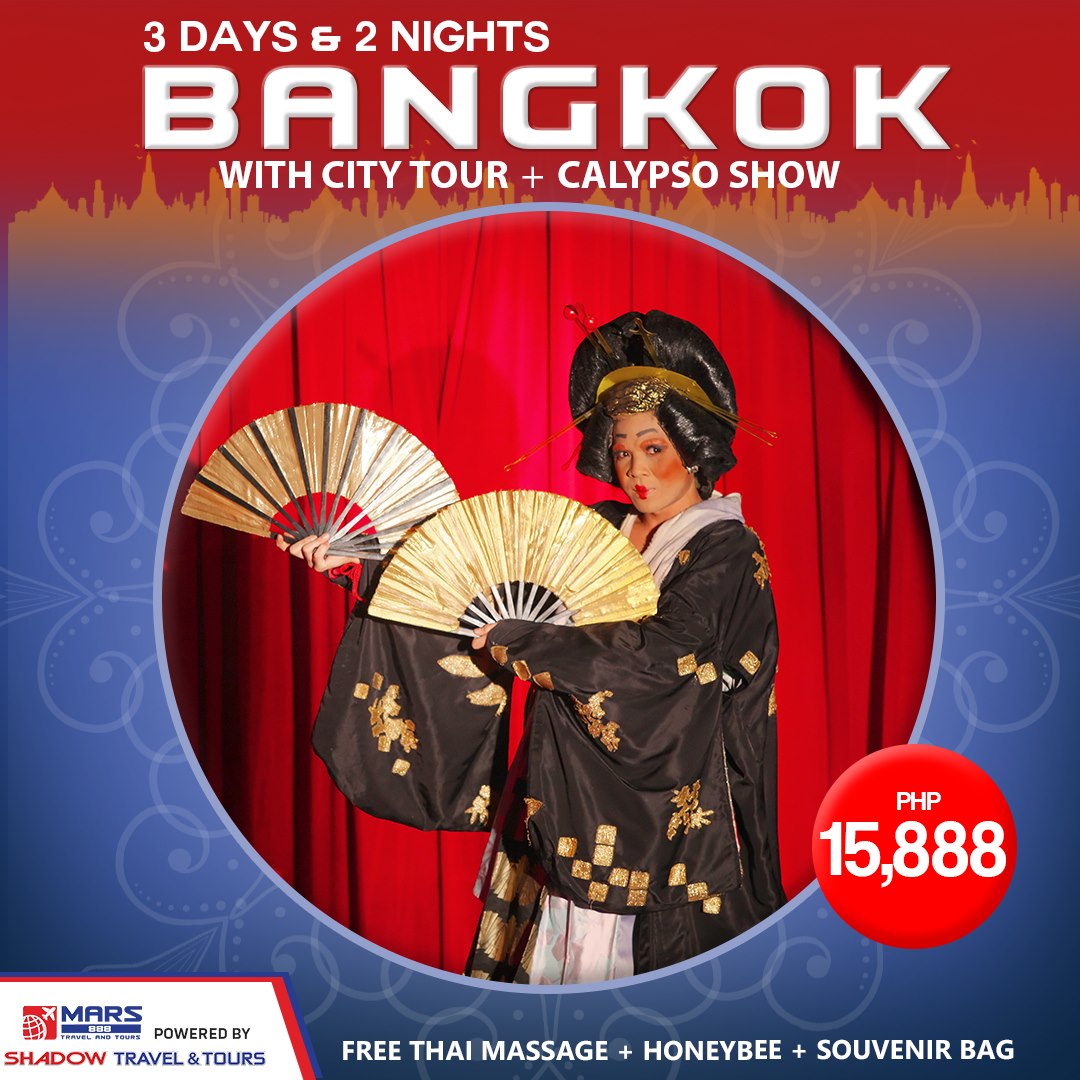 3 DAYS & 2 NIGHTS
BANGKOK
WITH CITY TOUR + CALYPSO SHOW
PHP
15,888
MARS
888
TRAVEL AND TOURS
POWERED BY
SHADOW TRAVEL & TOURS
FREE THAI MASSAGE + HONEYBEE + SOUVENIR BAG